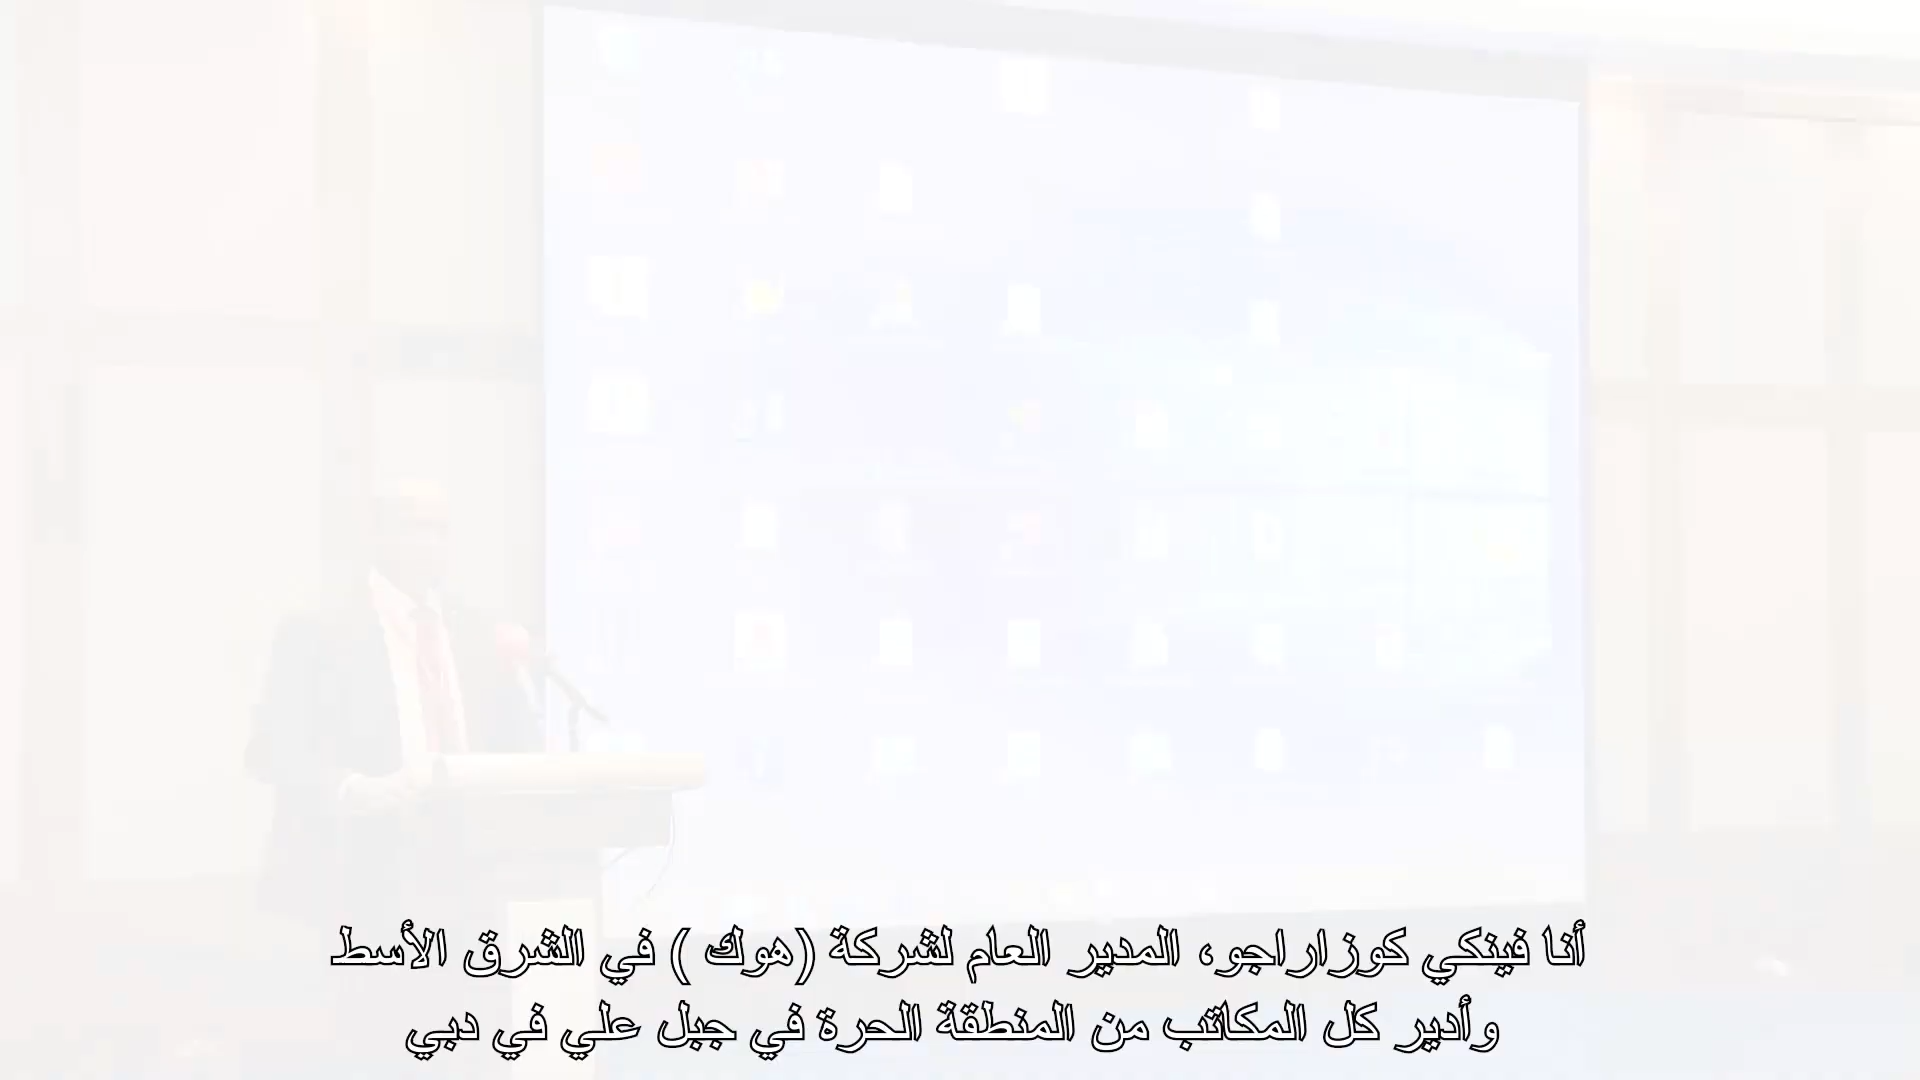 أنا فينكي كوزاراجو، المدير العام لشركة (هوك ) في الشرق الأسط
وأدير كل المكاتب من المنطقة الحرة في جبل علي في دبي